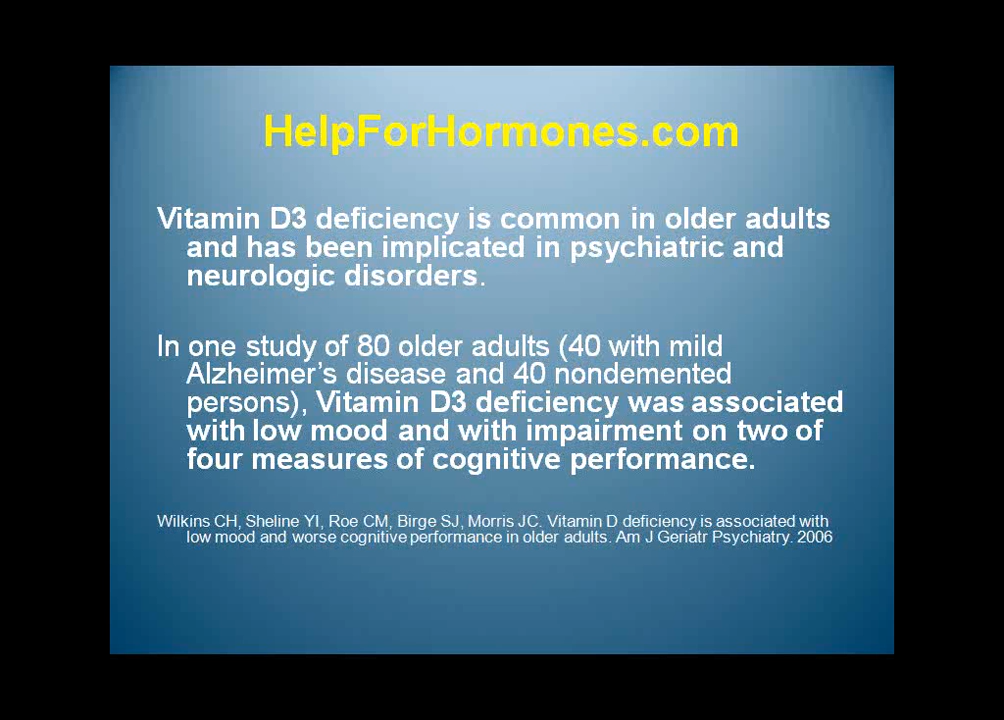 HelpForHormones.com
Vitamin D3 deficiency is common in older adults
and has been implicated in psychiatric and
neurologic disorders.
In one study of 80 older adults (40 with mild
Alzheimer’s disease and 40 nondemented
persons), Vitamin D3 deficiency was associated
with low mood and with impairment on two of
four measures of cognitive performance.
Wilkins CH, Sheline YI, Roe CM, Birge SJ, Morris JC. Vitamin D deficiency is associated with
low mood and worse cognitive performance in older adults. Am J Geriatr Psychiatry. 2006